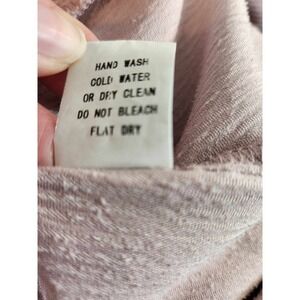 HAND WASH
COLD WATER
OR DRY CLEAN
DO NOT BLEACH
FLAT DRY